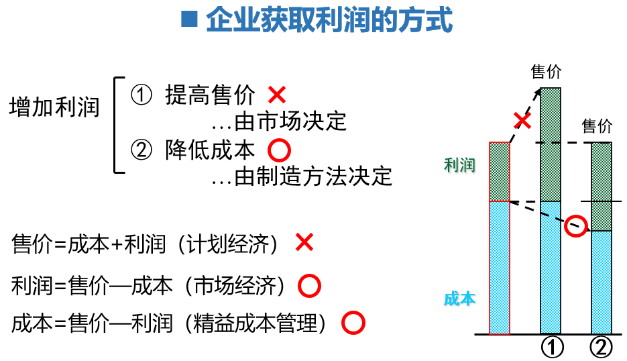 ■ 企业获取利润的方式
增加利润
① 提高售价 ×
…由市场决定
② 降低成本 ○
…由制造方法决定
售价=成本+利润（计划经济）×
利润=售价—成本（市场经济）○
成本=售价—利润（精益成本管理）○
售价
售价
利润
成本
① ②